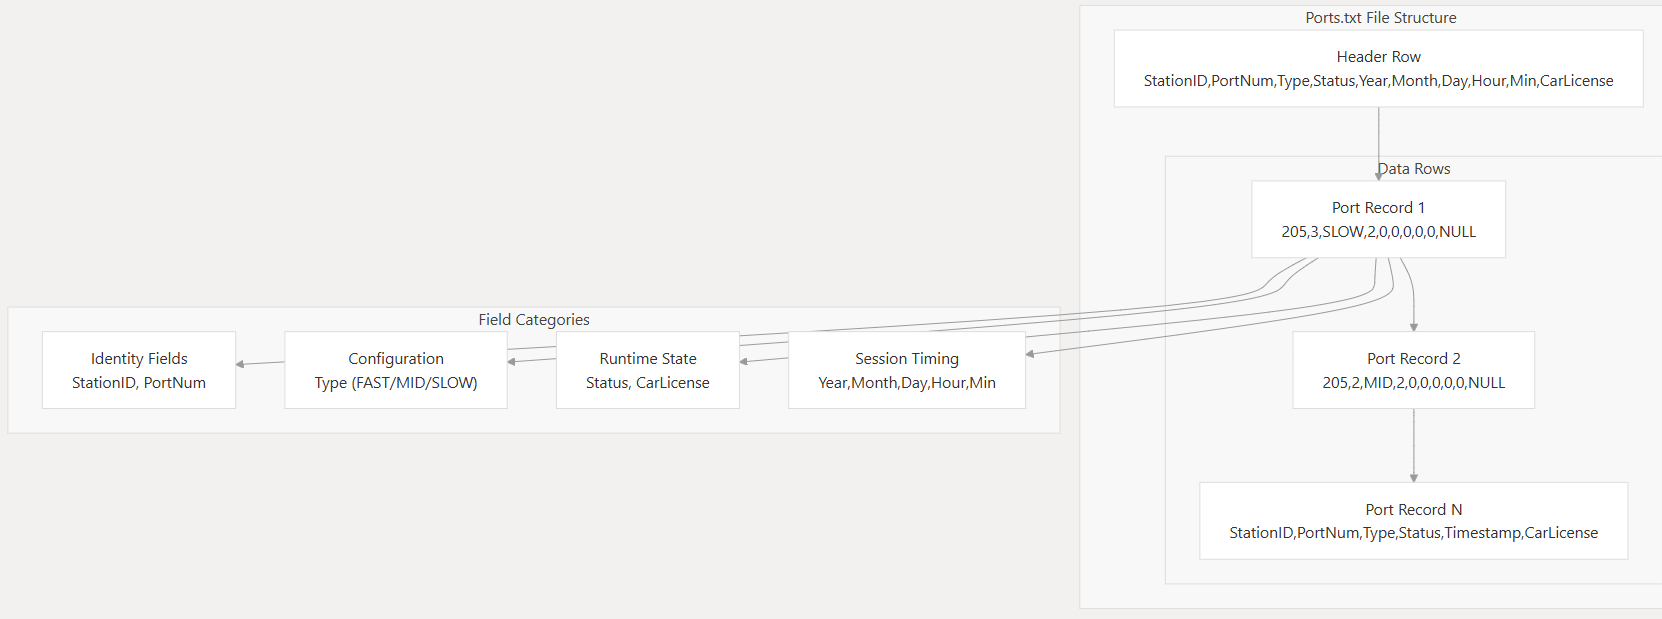 Ports.txt File Structure
Header Row
StationID,PortNum,Type,Status,Year,Month,Day,Hour,Min,CarLicense
Data Rows
Port Record 1
205,3,SLOW,2,0,0,0,0,0,NULL
Field Categories
Identity Fields
StationID, PortNum
Configuration
Type (FAST/MID/SLOW)
Runtime State
Status, CarLicense
Session Timing
Year,Month,Day,Hour,Min
Port Record 2
205,2,MID,2,0,0,0,0,0,NULL
Port Record N
StationID,PortNum,Type,Status,Timestamp,CarLicense